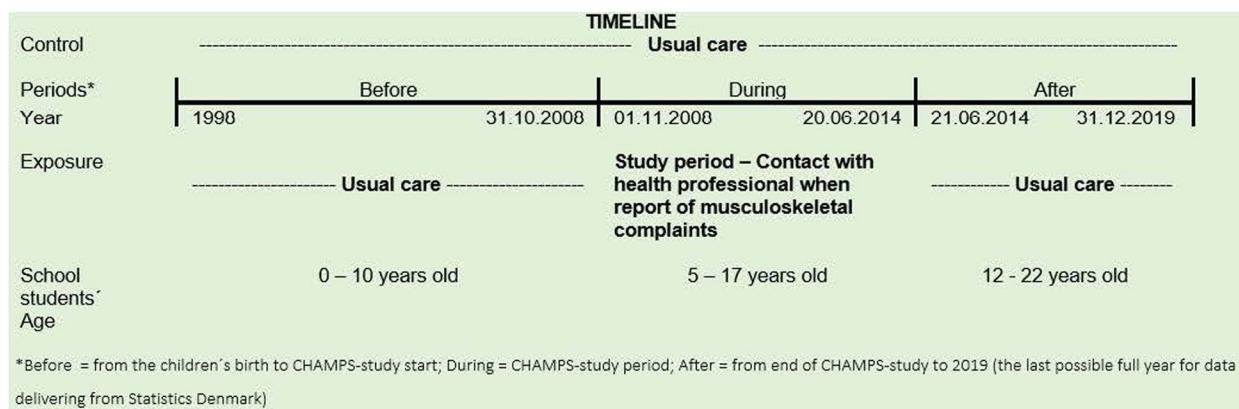 TIMELINE
Control Usual care
Periods* Before During After
Year 1998 31.10.2008 01.11.2008 20.06.2014 21.06.2014 31.12.2019
Exposure Study period – Contact with
Usual care health professional when Usual care
report of musculoskeletal
complaints
School 0 – 10 years old 5 – 17 years old 12 - 22 years old
students´
Age
*Before = from the children´s birth to CHAMPS-study start; During = CHAMPS-study period; After = from end of CHAMPS-study to 2019 (the last possible full year for data
delivering from Statistics Denmark)